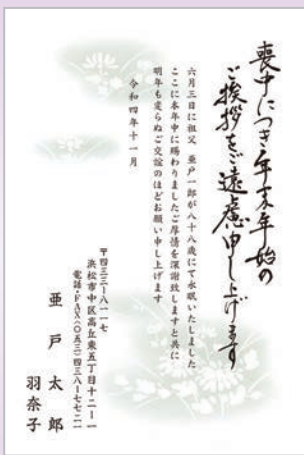 喪中につき年末年始の
ご挨拶をご遠慮申し上げます
六月三日に祖父 亜戸一郎が八十八歳にて永眠いたしました
ここに本年中に賜わりましたご厚情を深謝致しますと共に
明年も変らぬご交誼のほどお願い申し上げます
令和四年十一月
〒四三三-八一一七
浜松市中区高丘東五丁目十二-一
電話・FAX(〇五三)四三八-七七二一
亜戸太郎
羽奈子